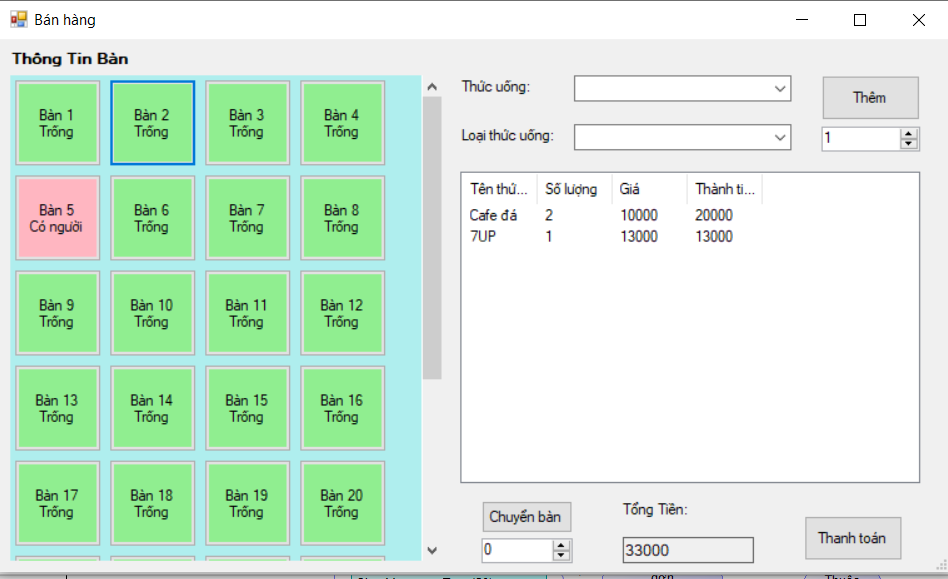 Bán hàng
Thông Tin Bàn
Bàn 1
Trống
Bàn 2
Trống
Bàn 3
Trống
Bàn 4
Trống
Bàn 5
Có người
Bàn 6
Trống
Bàn 7
Trống
Bàn 8
Trống
Bàn 9
Trống
Bàn 10
Trống
Bàn 11
Trống
Bàn 12
Trống
Bàn 13
Trống
Bàn 14
Trống
Bàn 15
Trống
Bàn 16
Trống
Bàn 17
Trống
Bàn 18
Trống
Bàn 19
Trống
Bàn 20
Trống
Thức uống:
Thêm
Loại thức uống:
1
Tên thứ... Số lượng Giá Thành ti...
Cafe đá 2 10000 20000
7UP 1 13000 13000
Chuyển bàn
0
Tổng Tiền:
33000
Thanh toán